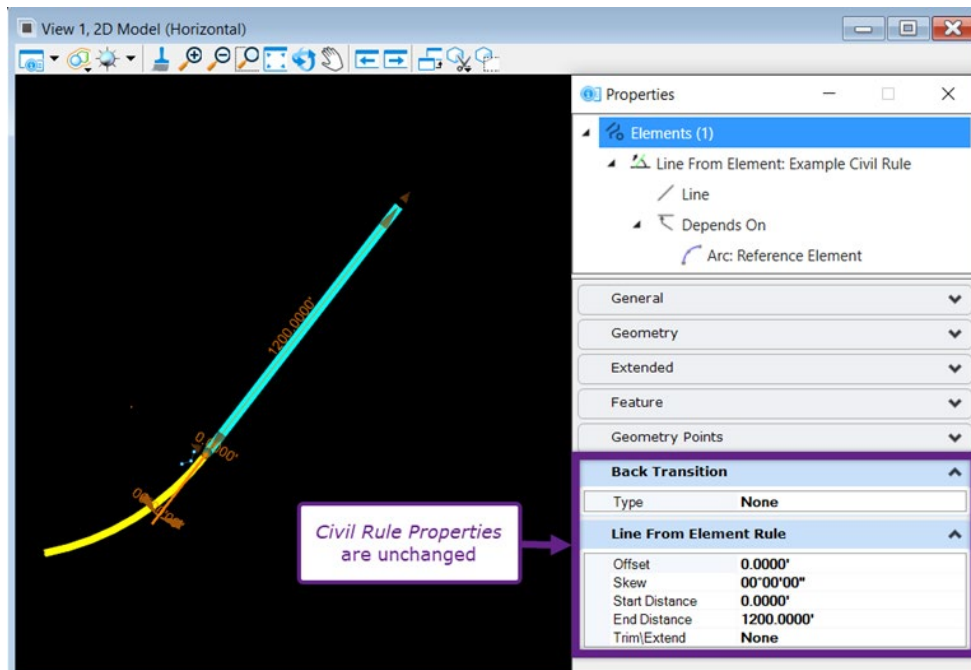 View 1, 2D Model (Horizontal)
Properties
Elements (1)
Line From Element: Example Civil Rule
Line
Depends On
Arc: Reference Element
General
Geometry
Extended
Feature
Geometry Points
Back Transition
Type None
Line From Element Rule
Offset 0.0000'
Skew 00°00'00"
Start Distance 0.0000'
End Distance 1200.0000'
Trim\Extend None
1200.0000'
0.0000'
Civil Rule Properties
are unchanged